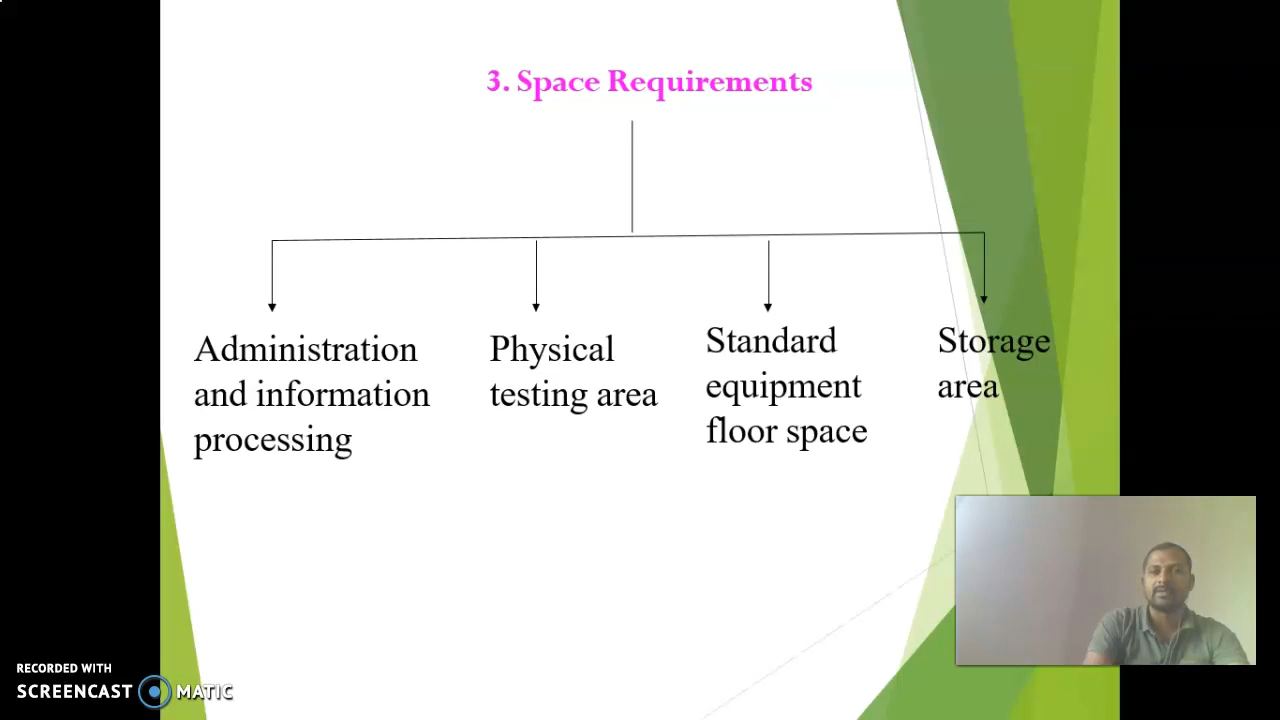 3. Space Requirements
Administration
and information
processing
Physical
testing area
Standard
equipment
floor space
Storage
area
RECORDED WITH
SCREENCAST MATIC